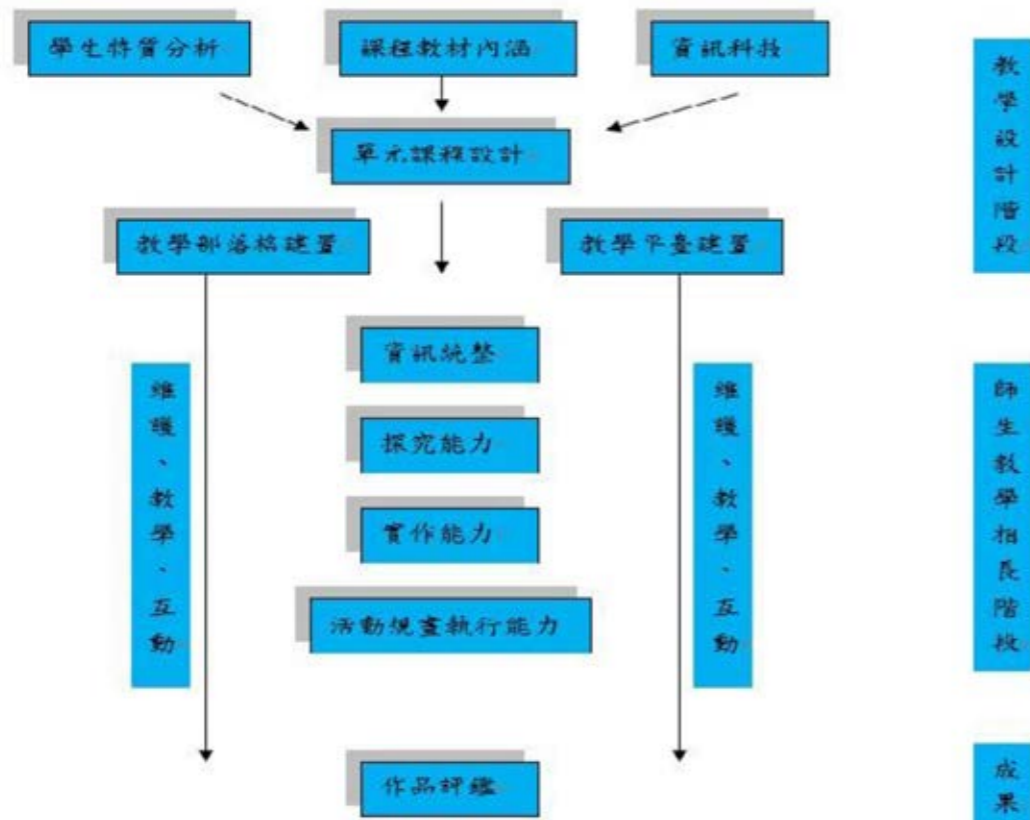 學生特質分析
課程教材內涵
資訊科技
單元課程設計
教學部落格建置
教學平臺建置
教學設計階段
資訊統整
探究能力
實作能力
活動規畫執行能力
維護、教學、互動
維護、教學、互動
師生教學相長階段
作品評鑑
成果